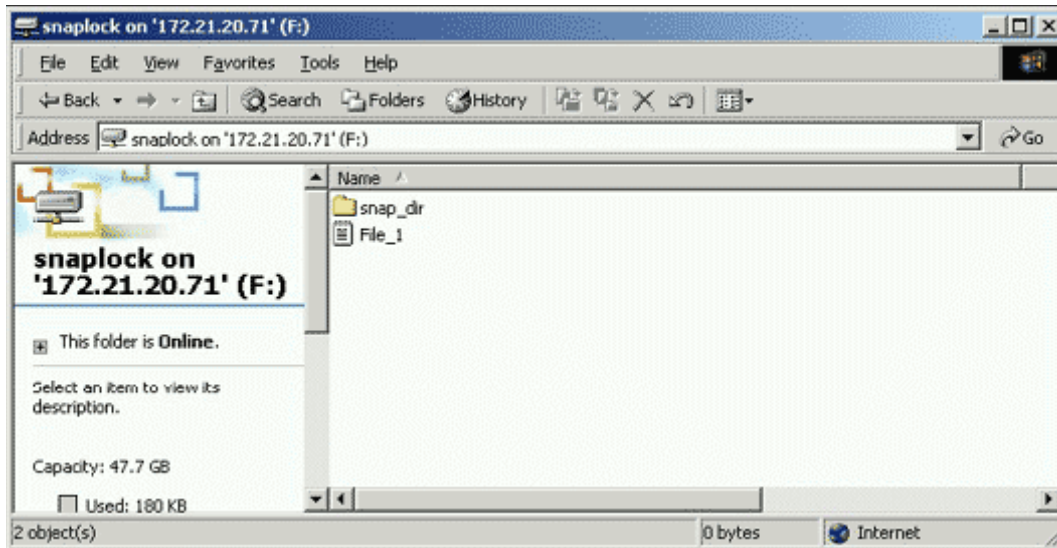 snaplock on '172.21.20.71' (F:)
File Edit View Favorites Tools Help
Back Search Folders History
Address snaplock on '172.21.20.71' (F:) Go
Name
snap_dir
File_1
snaplock on
'172.21.20.71' (F:)
This folder is Online.
Select an item to view its
description.
Capacity: 47.7 GB
Used: 180 KB
2 object(s) 0 bytes Internet